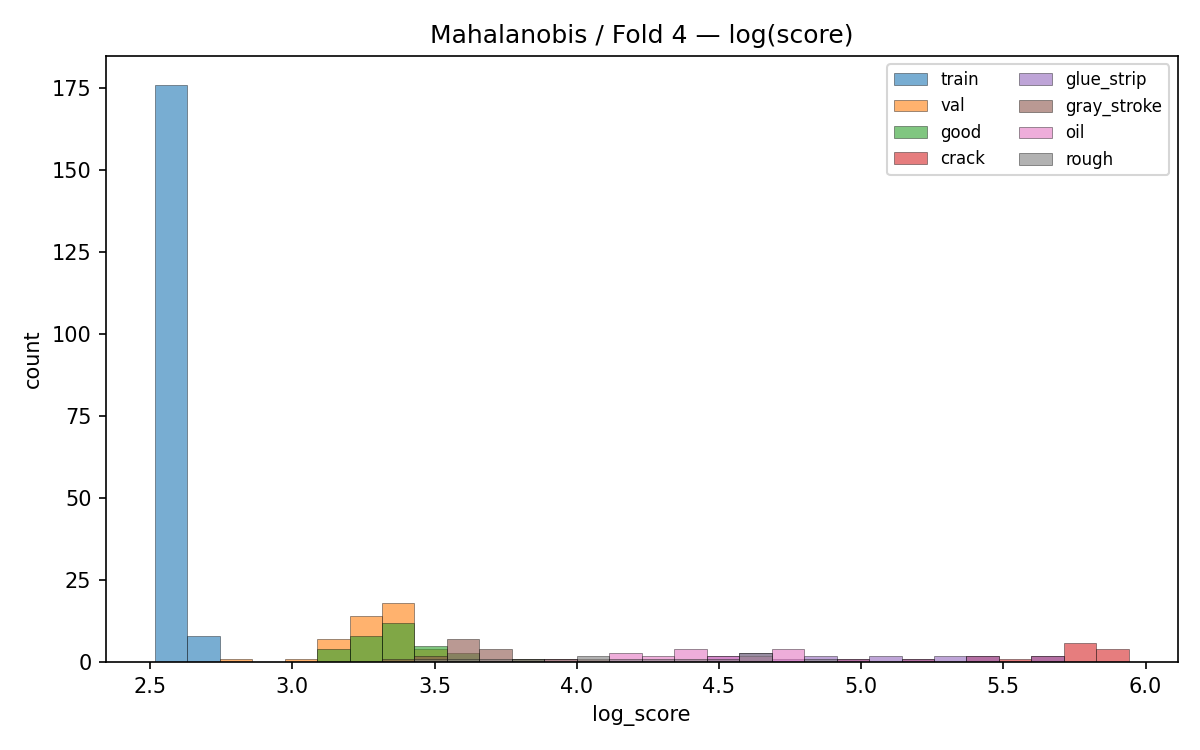 Mahalanobis / Fold 4 — log(score)
train
val
good
crack
glue_strip
gray_stroke
oil
rough
count
175
150
125
100
75
50
25
0
2.5 3.0 3.5 4.0 4.5 5.0 5.5 6.0
log_score